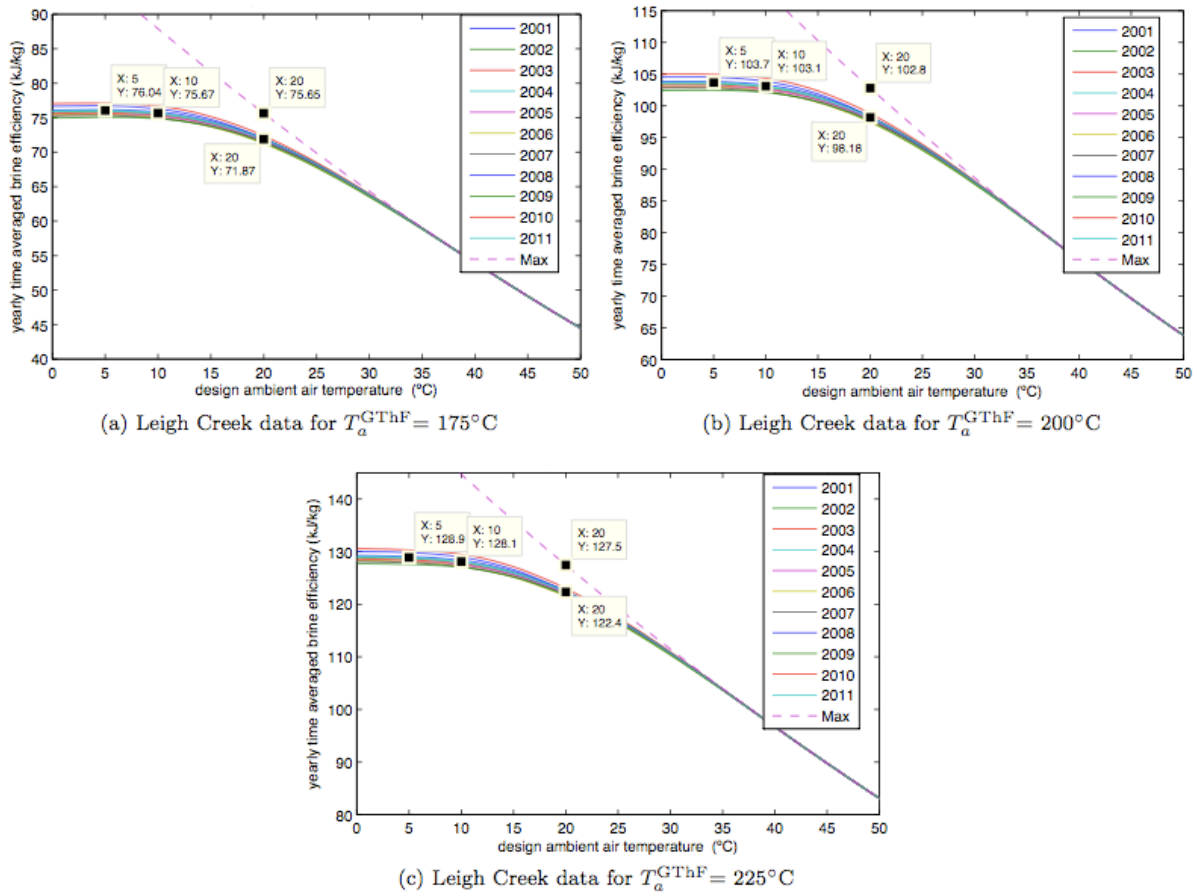 90
85
80
75
70
65
60
55
50
45
40
yearly time averaged brine efficiency (kJ/kg)
X: 5
Y: 76.04
X: 10
Y: 75.67
X: 20
Y: 75.65
X: 20
Y: 71.87
2001
2002
2003
2004
2005
2006
2007
2008
2009
2010
2011
Max
0 5 10 15 20 25 30 35 40 45 50
design ambient air temperature (°C)
(a) Leigh Creek data for T_a^GThF = 175°C
115
110
105
100
95
90
85
80
75
70
65
60
yearly time averaged brine efficiency (kJ/kg)
X: 5
Y: 103.7
X: 10
Y: 103.1
X: 20
Y: 102.8
X: 20
Y: 98.18
2001
2002
2003
2004
2005
2006
2007
2008
2009
2010
2011
Max
0 5 10 15 20 25 30 35 40 45 50
design ambient air temperature (°C)
(b) Leigh Creek data for T_a^GThF = 200°C
140
130
120
110
100
90
80
yearly time averaged brine efficiency (kJ/kg)
X: 5
Y: 128.9
X: 10
Y: 128.1
X: 20
Y: 127.5
X: 20
Y: 122.4
2001
2002
2003
2004
2005
2006
2007
2008
2009
2010
2011
Max
0 5 10 15 20 25 30 35 40 45 50
design ambient air temperature (°C)
(c) Leigh Creek data for T_a^GThF = 225°C